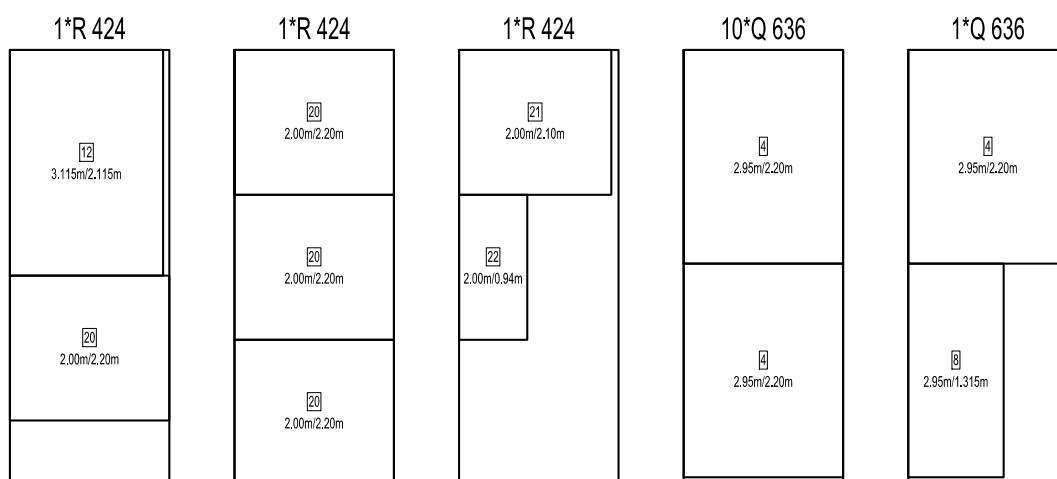 1*R 424
12
3.115m/2.115m
20
2.00m/2.20m
1*R 424
20
2.00m/2.20m
20
2.00m/2.20m
20
2.00m/2.20m
1*R 424
21
2.00m/2.10m
22
2.00m/0.94m
10*Q 636
4
2.95m/2.20m
4
2.95m/2.20m
1*Q 636
4
2.95m/2.20m
8
2.95m/1.315m